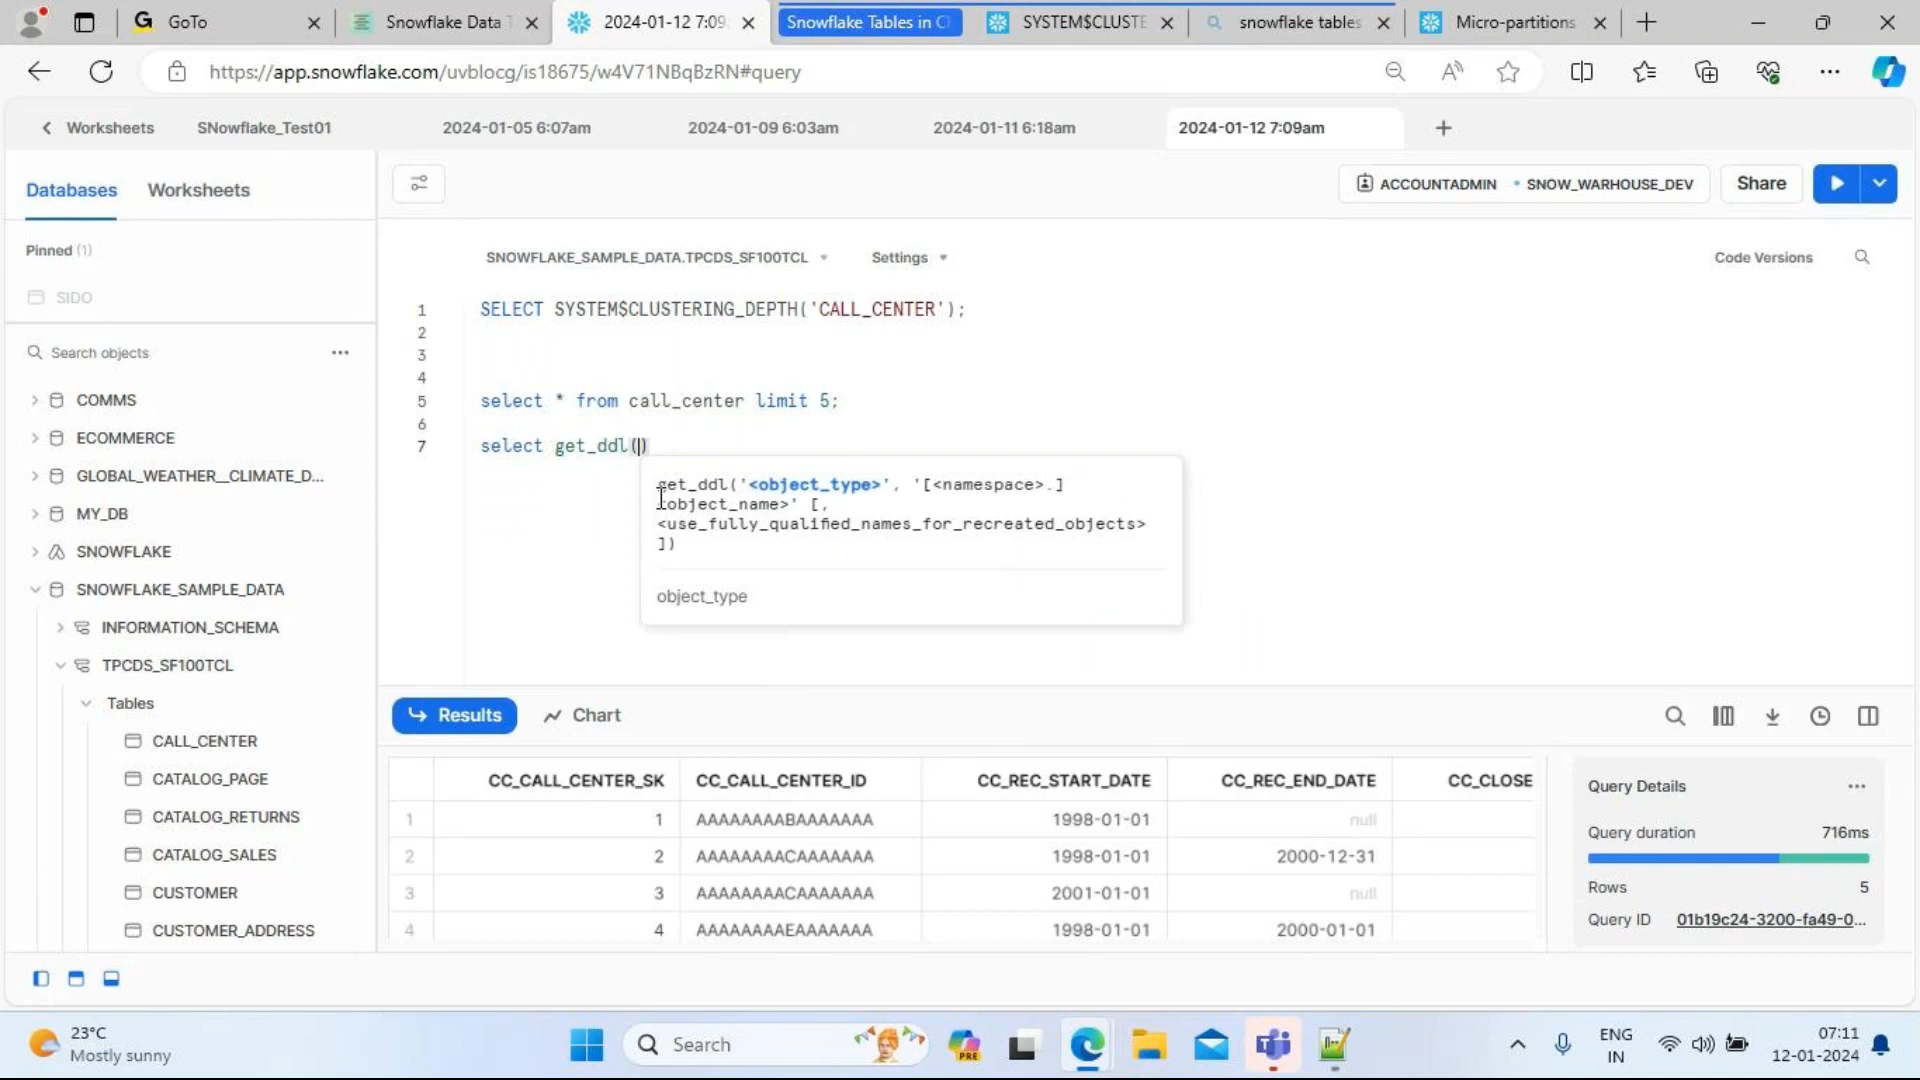 GoTo
Snowflake Data T
2024-01-12 7:09
Snowflake Tables in C
SYSTEM$CLUSTE
snowflake tables
Micro-partitions
https://app.snowflake.com/uvblocg/is18675/w4V71NBqBzRN#query
Worksheets
SNowflake_Test01
2024-01-05 6:07am
2024-01-09 6:03am
2024-01-11 6:18am
2024-01-12 7:09am
Databases
Worksheets
ACCOUNTADMIN
SNOW_WARHOUSE_DEV
Share
Pinned (1)
SIDO
SNOWFLAKE_SAMPLE_DATA.TPCDS_SF100TCL
Settings
Code Versions
1 SELECT SYSTEM$CLUSTERING_DEPTH('CALL_CENTER');
2
3
4
5 select * from call_center limit 5;
6
7 select get_ddl()
get_ddl('<object_type>', '[<namespace>.]
<object_name>' [,
<use_fully_qualified_names_for_recreated_objects>
])
object_type
Search objects
COMMS
ECOMMERCE
GLOBAL_WEATHER__CLIMATE_D...
MY_DB
SNOWFLAKE
SNOWFLAKE_SAMPLE_DATA
INFORMATION_SCHEMA
TPCDS_SF100TCL
Tables
CALL_CENTER
CATALOG_PAGE
CATALOG_RETURNS
CATALOG_SALES
CUSTOMER
CUSTOMER_ADDRESS
Results
Chart
CC_CALL_CENTER_SK CC_CALL_CENTER_ID CC_REC_START_DATE CC_REC_END_DATE CC_CLOSE
1 1 AAAAAAAABAAAAAAA 1998-01-01 null
2 2 AAAAAAAACAAAAAAA 1998-01-01 2000-12-31
3 3 AAAAAAAACAAAAAAA 2001-01-01 null
4 4 AAAAAAAAEAAAAAAA 1998-01-01 2000-01-01
Query Details
Query duration 716ms
Rows 5
Query ID 01b19c24-3200-fa49-0...
23°C
Mostly sunny
Search
PRE
ENG
IN
07:11
12-01-2024